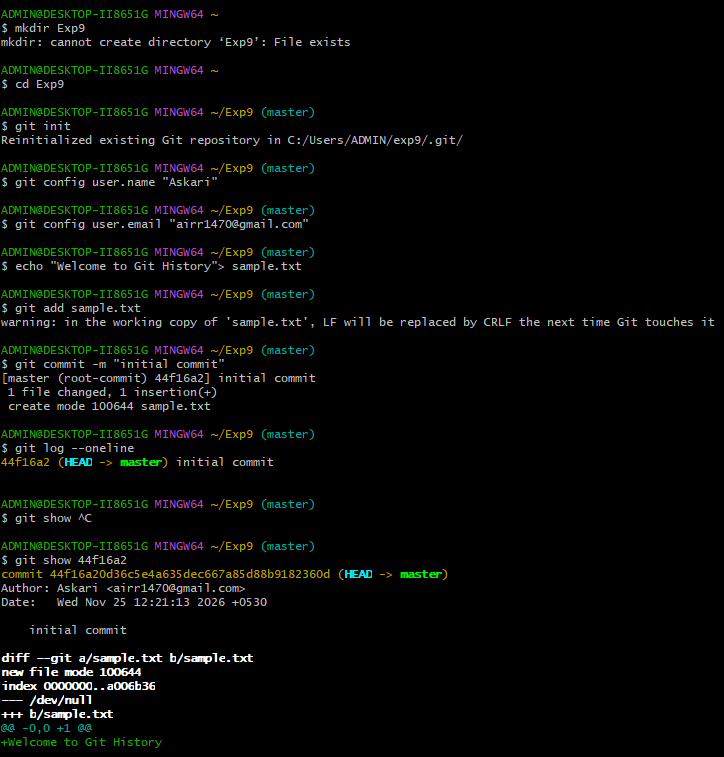 ADMIN@DESKTOP-II8651G MINGW64 ~
$ mkdir Exp9
mkdir: cannot create directory ‘Exp9’: File exists
ADMIN@DESKTOP-II8651G MINGW64 ~
$ cd Exp9
ADMIN@DESKTOP-II8651G MINGW64 ~/Exp9 (master)
$ git init
Reinitialized existing Git repository in C:/Users/ADMIN/exp9/.git/
ADMIN@DESKTOP-II8651G MINGW64 ~/Exp9 (master)
$ git config user.name "Askari"
ADMIN@DESKTOP-II8651G MINGW64 ~/Exp9 (master)
$ git config user.email "airr1470@gmail.com"
ADMIN@DESKTOP-II8651G MINGW64 ~/Exp9 (master)
$ echo "Welcome to Git History"> sample.txt
ADMIN@DESKTOP-II8651G MINGW64 ~/Exp9 (master)
$ git add sample.txt
warning: in the working copy of 'sample.txt', LF will be replaced by CRLF the next time Git touches it
ADMIN@DESKTOP-II8651G MINGW64 ~/Exp9 (master)
$ git commit -m "initial commit"
[master (root-commit) 44f16a2] initial commit
 1 file changed, 1 insertion(+)
 create mode 100644 sample.txt
ADMIN@DESKTOP-II8651G MINGW64 ~/Exp9 (master)
$ git log --oneline
44f16a2 (HEAD -> master) initial commit
ADMIN@DESKTOP-II8651G MINGW64 ~/Exp9 (master)
$ git show ^C
ADMIN@DESKTOP-II8651G MINGW64 ~/Exp9 (master)
$ git show 44f16a2
commit 44f16a20d36c5e4a635dec667a85d88b9182360d (HEAD -> master)
Author: Askari <airr1470@gmail.com>
Date:   Wed Nov 25 12:21:13 2026 +0530
    initial commit
diff --git a/sample.txt b/sample.txt
new file mode 100644
index 0000000..a006b36
--- /dev/null
+++ b/sample.txt
@@ -0,0 +1 @@
+Welcome to Git History